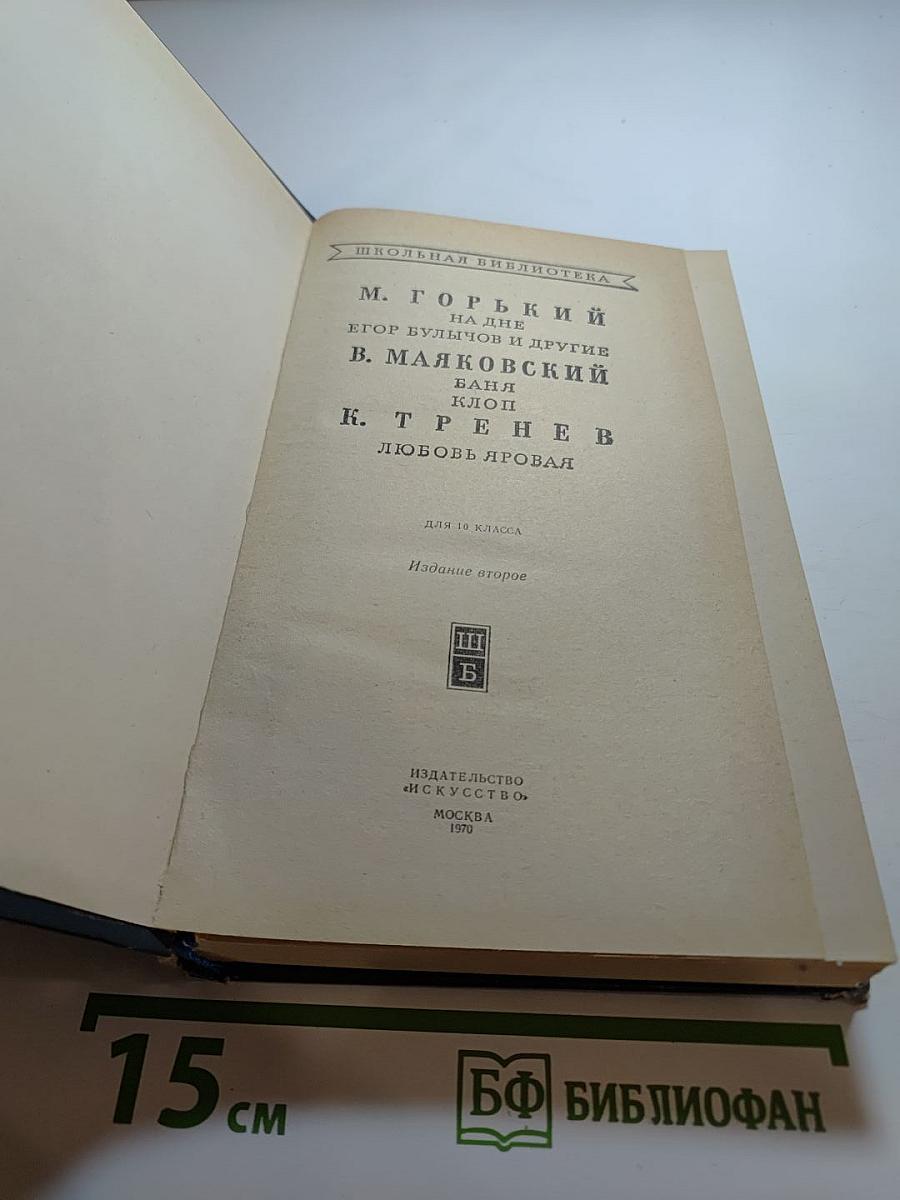 ШКОЛЬНАЯ БИБЛИОТЕКА
М. ГОРЬКИЙ
НА ДНЕ
ЕГОР БУЛЫЧОВ И ДРУГИЕ
В. МАЯКОВСКИЙ
БАНЯ
КЛОП
К. ТРЕНЕВ
ЛЮБОВЬ ЯРОВАЯ
ДЛЯ 10 КЛАССА
Издание второе
Ш
Б
ИЗДАТЕЛЬСТВО
«ИСКУССТВО»
МОСКВА
1970
15 СМ
БФ БИБЛИОФАН